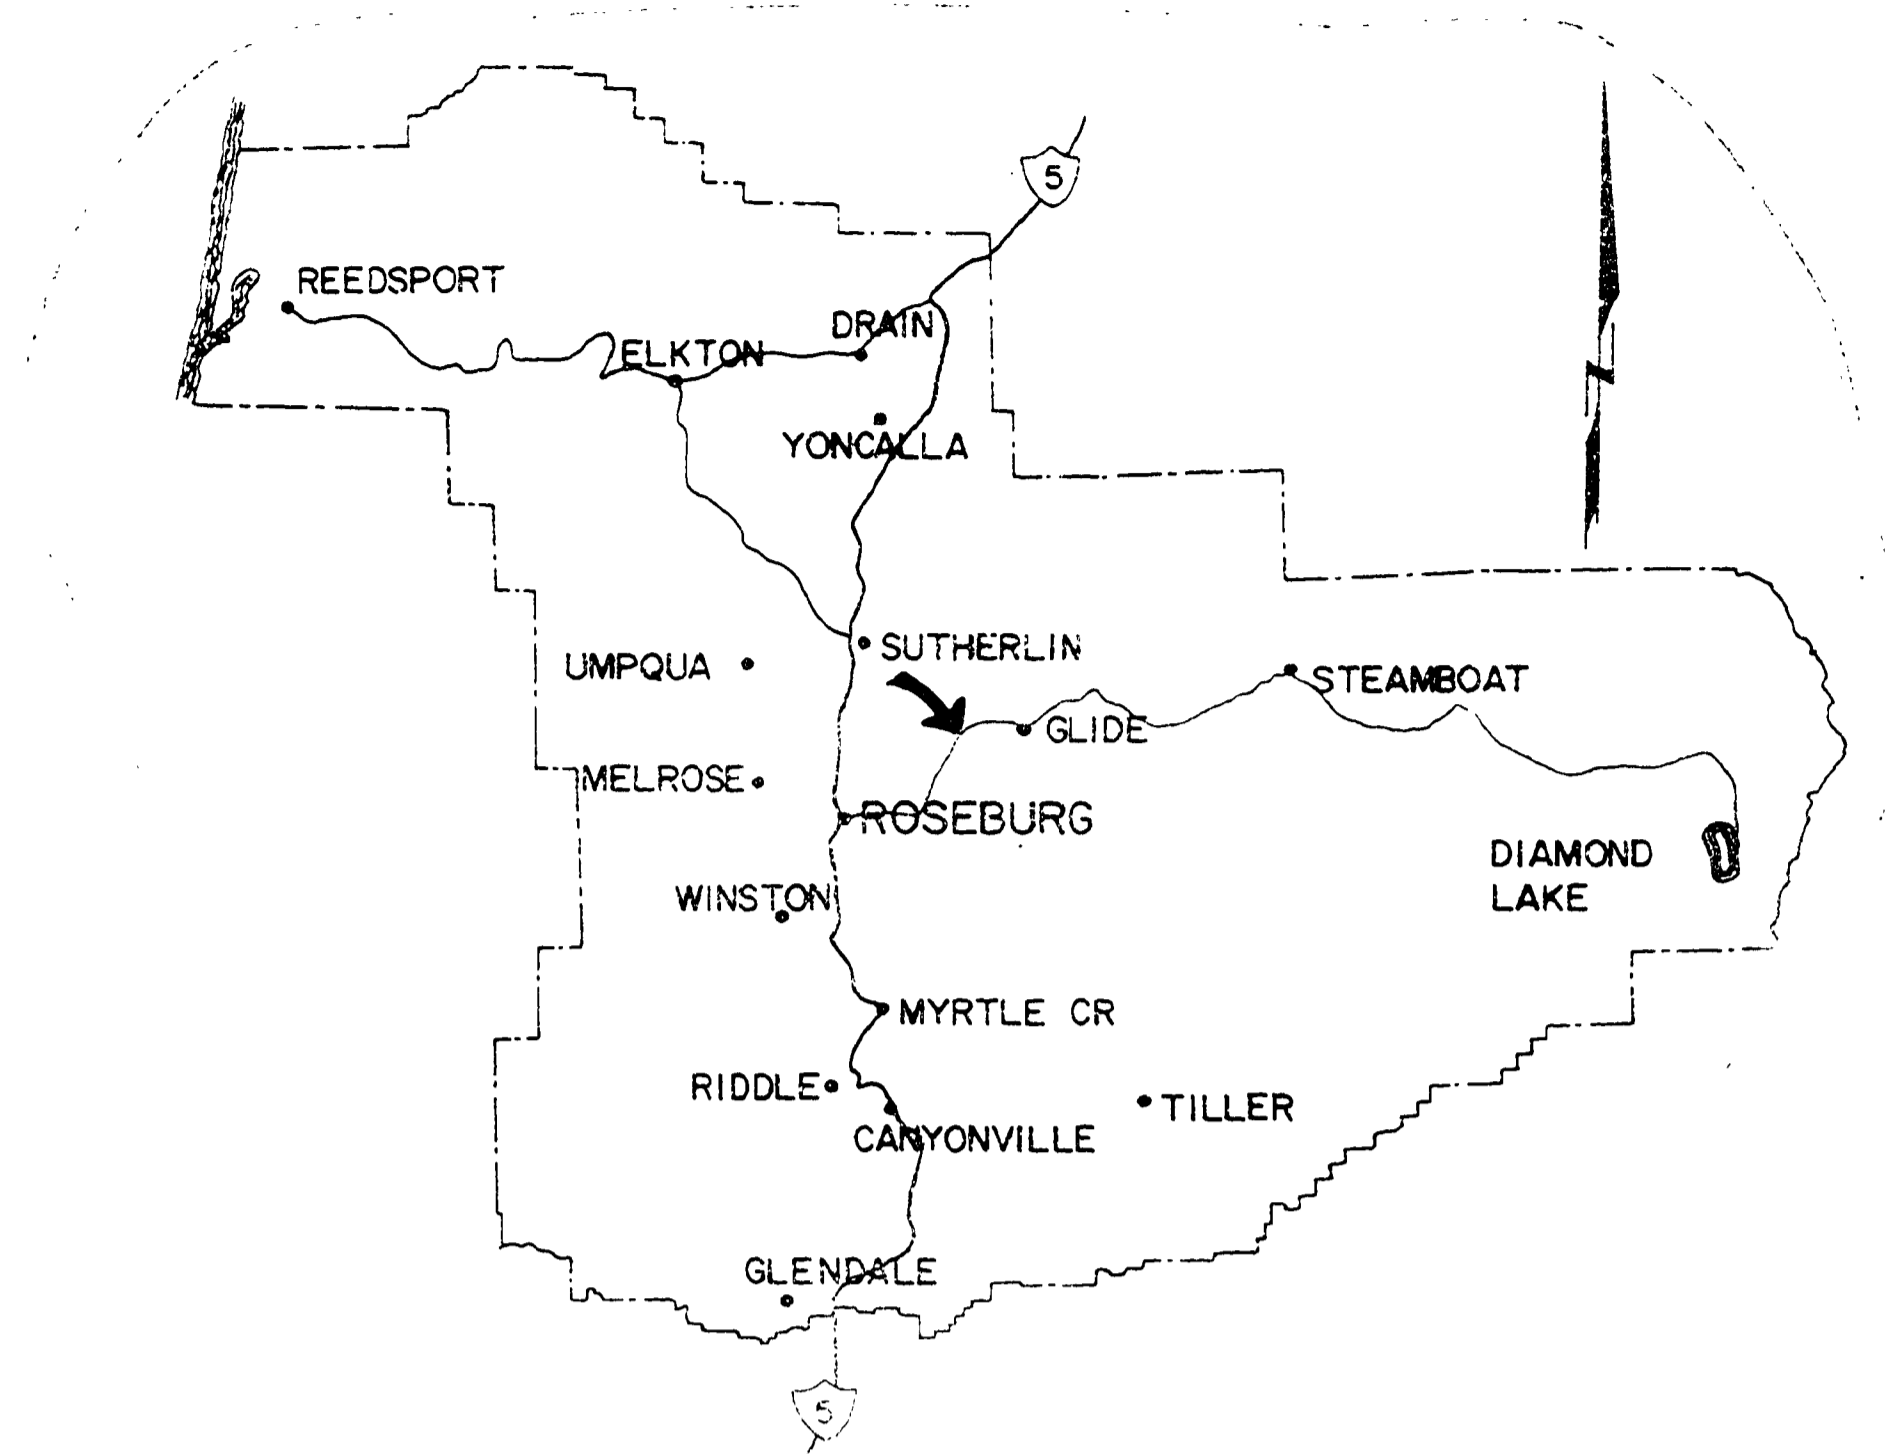 5
REEDSPORT
DRAIN
ELKTON
YONCALLA
N
SUTHERLIN
UMPQUA
STEAMBOAT
GLIDE
MELROSE
ROSEBURG
DIAMOND
LAKE
WINSTON
MYRTLE CR
RIDDLE
TILLER
CANYONVILLE
GLENDALE
5